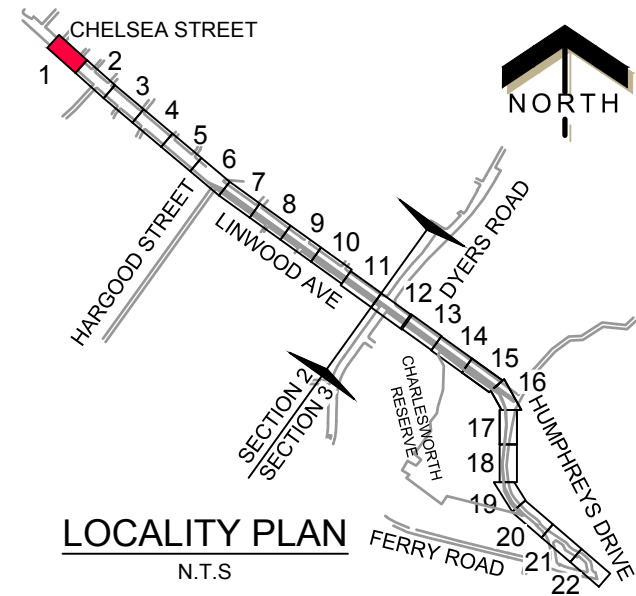 CHELSEA STREET
1
2
3
4
5
6
7
8
9
10
11
12
13
14
15
16
17
18
19
20
21
22
NORTH
HARGOOD STREET
LINWOOD AVE
DYERS ROAD
SECTION 2
SECTION 3
CHARLESWORTH
RESERVE
HUMPHREYS DRIVE
FERRY ROAD
LOCALITY PLAN
N.T.S